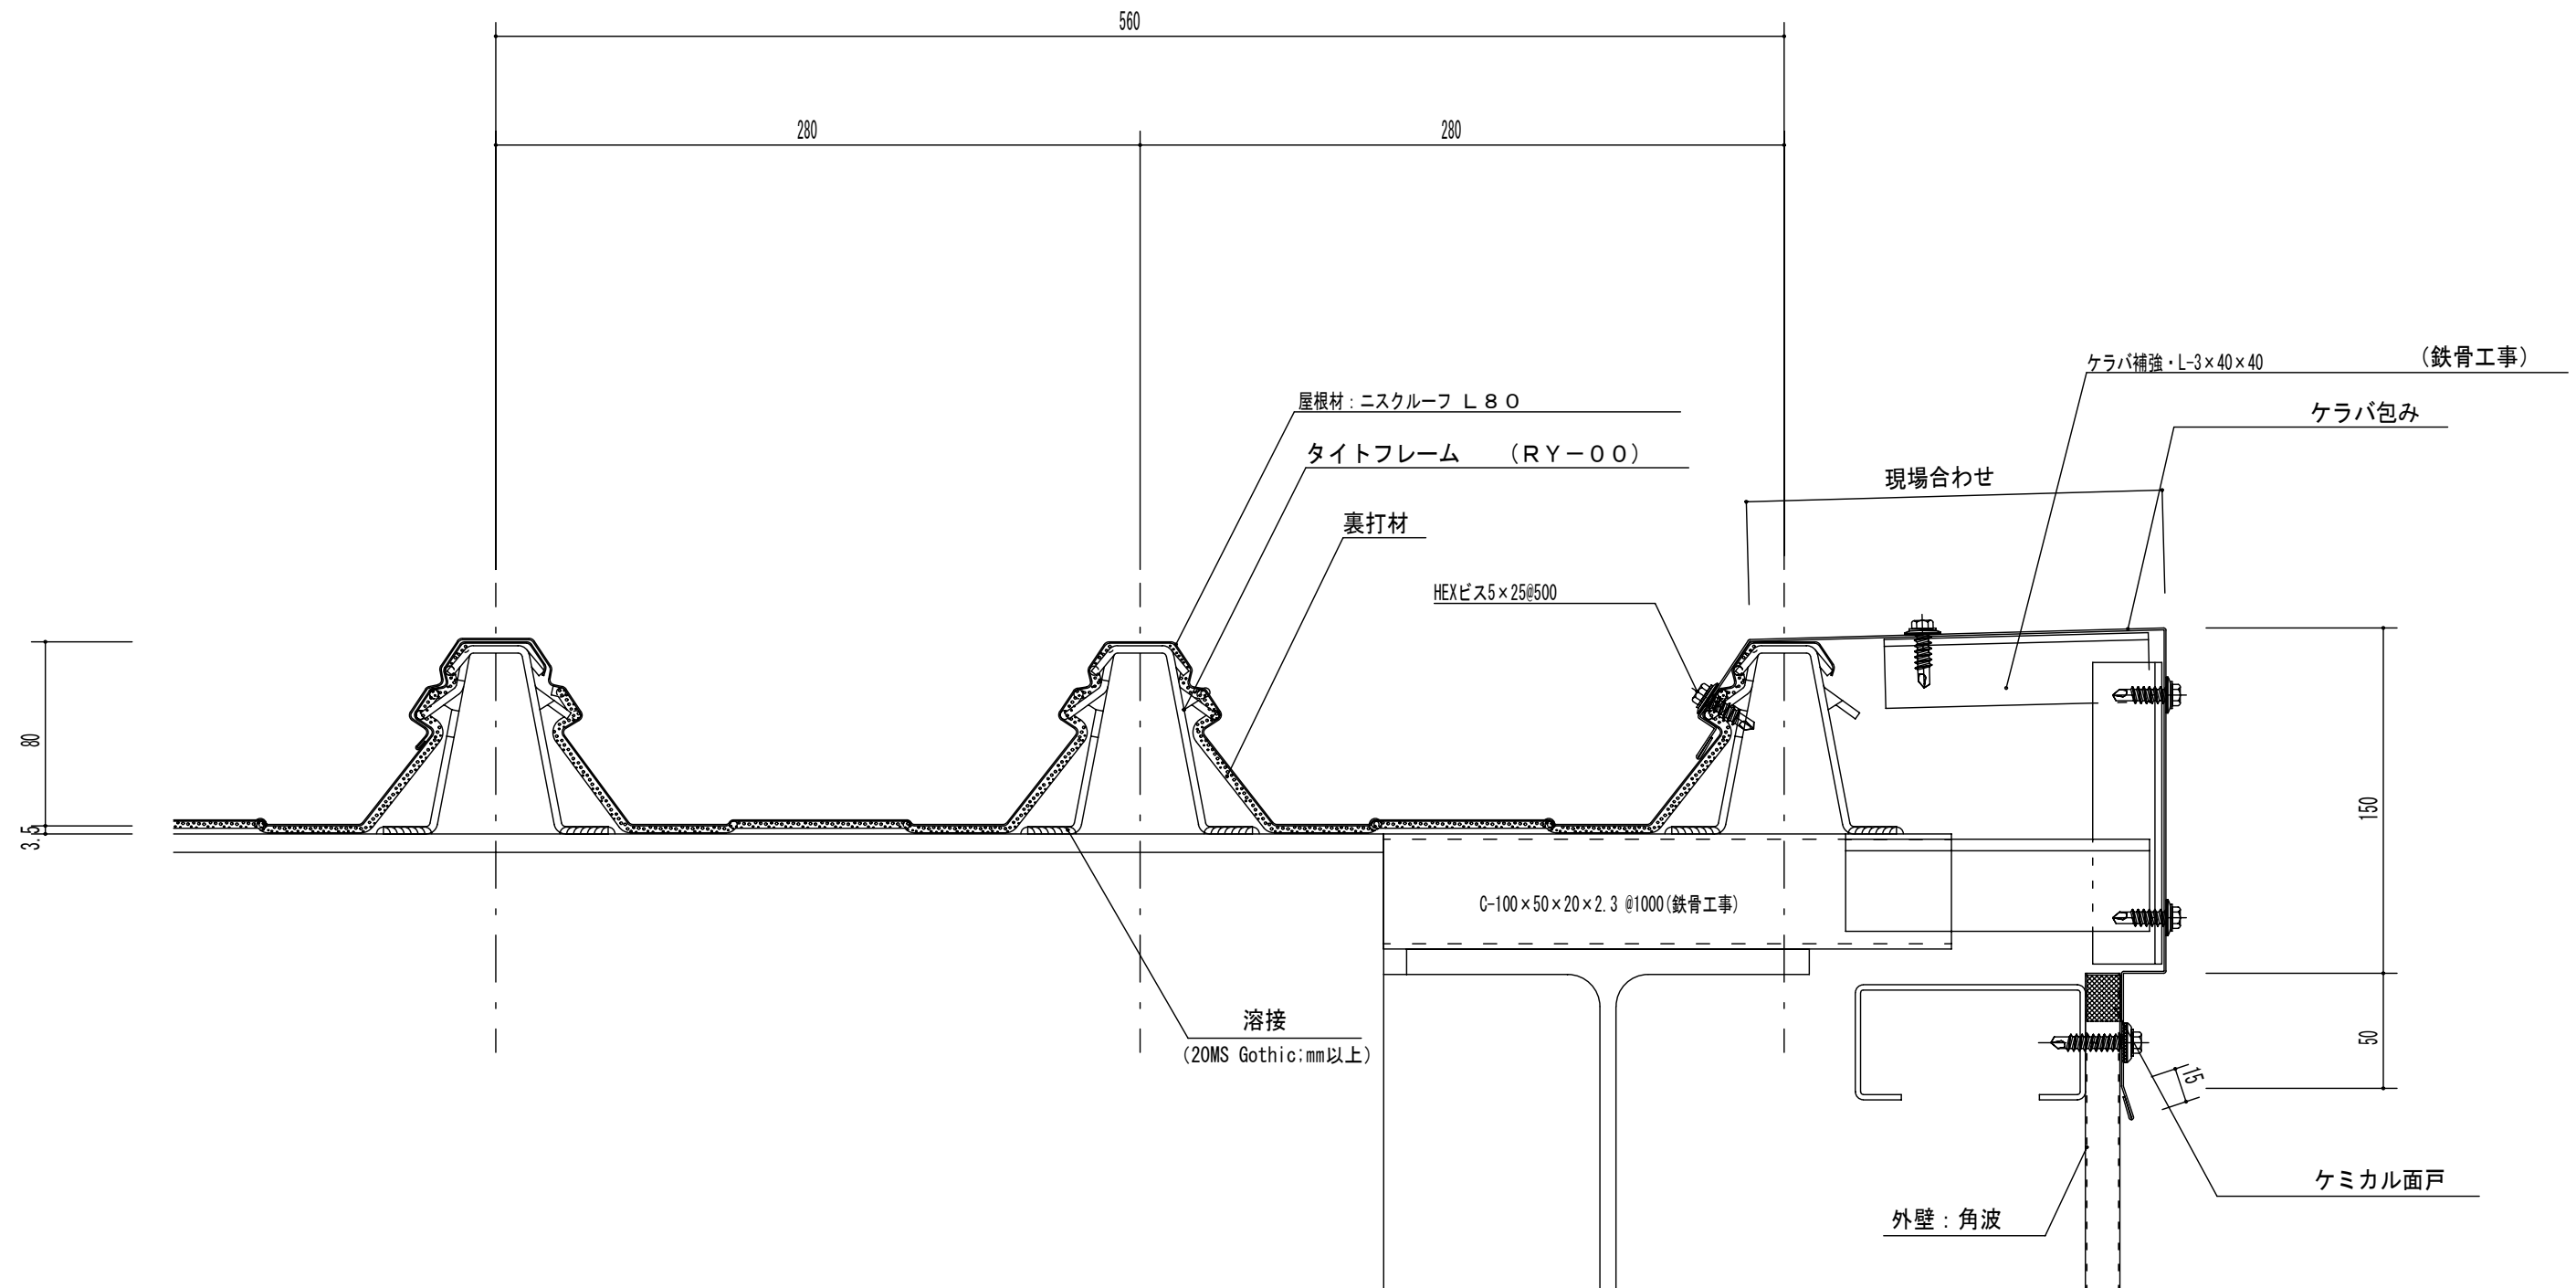 560
280
280
ケラバ補強・L-3×40×40 (鉄骨工事)
屋根材：ニスクルーフ Ｌ８０
ケラバ包み
タイトフレーム （ＲＹ－００）
現場合わせ
裏打材
HEXビス5×25@500
80
3.5
150
C-100×50×20×2.3 @1000(鉄骨工事)
溶接
(20MS Gothic;mm以上)
50
15
ケミカル面戸
外壁：角波